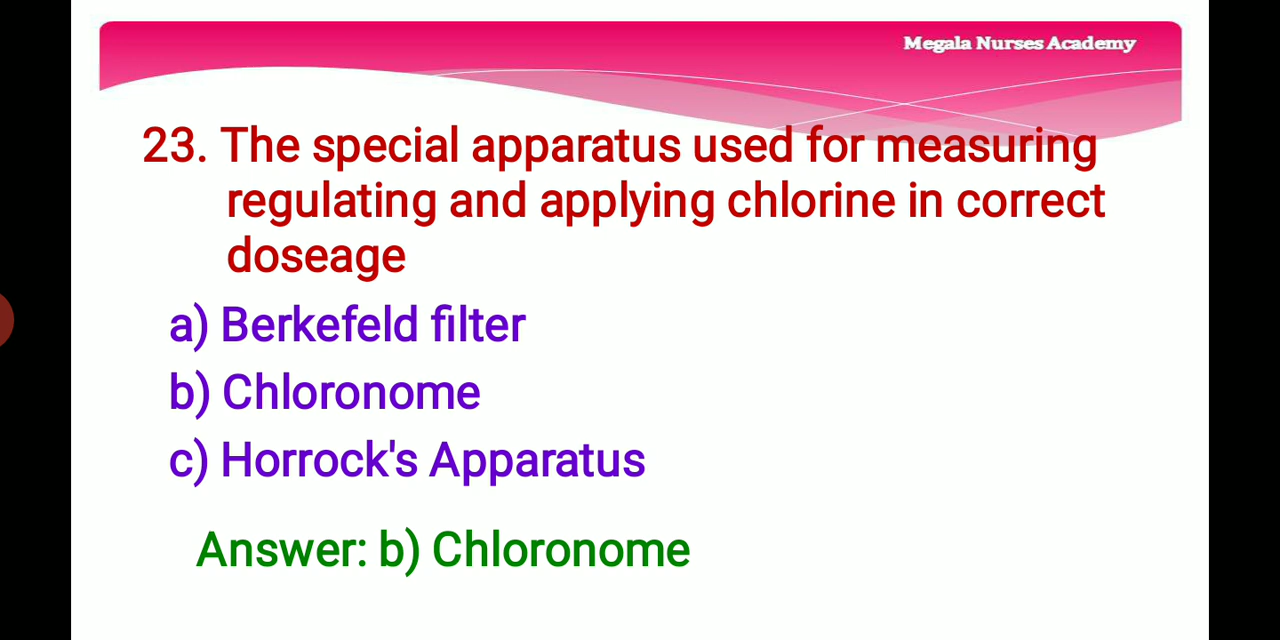 Megala Nurses Academy
23. The special apparatus used for measuring
regulating and applying chlorine in correct
doseage
a) Berkefeld filter
b) Chloronome
c) Horrock's Apparatus
Answer: b) Chloronome